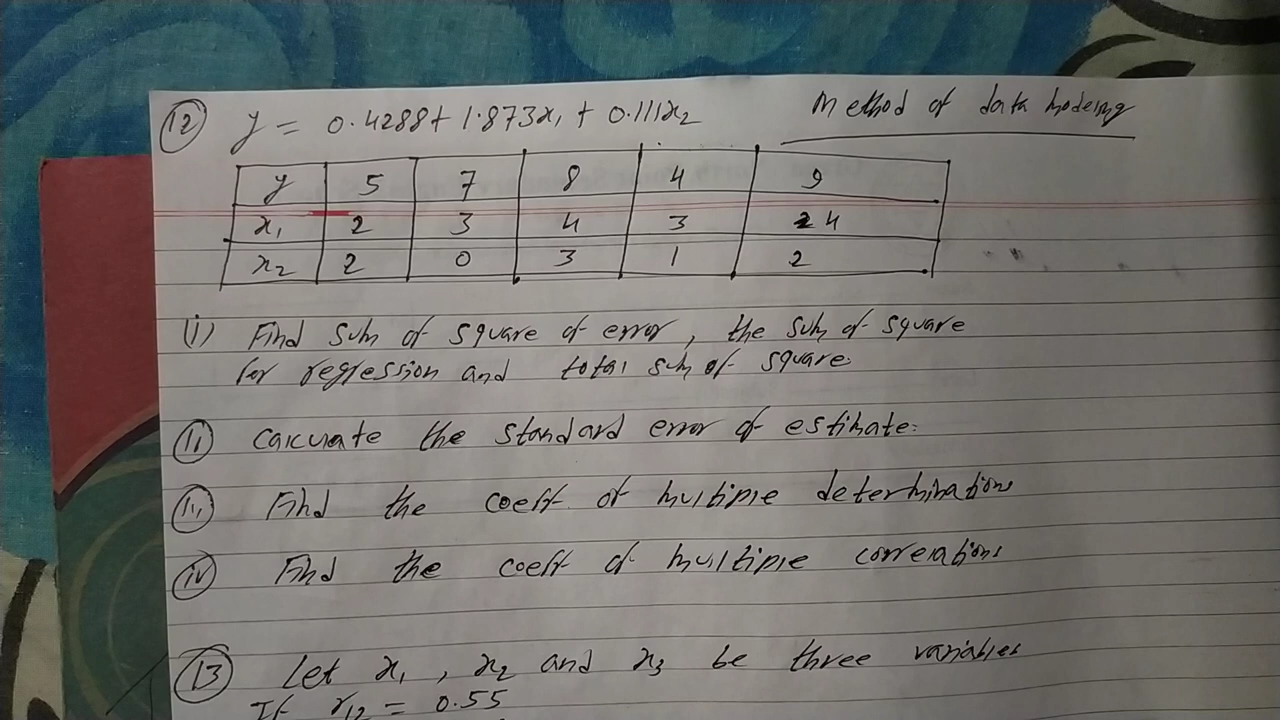 Method of data modeing
(12) y = 0.4288 + 1.873x₁ + 0.111x₂
y 5 7 8 4 9
x₁ 2 3 4 3 4
x₂ 2 0 3 1 2
(i) Find sum of square of error, the sum of square
for regression and total sum of square.
(ii) Calcuate the standard error of estimate.
(iii) Find the coeff. of multiple determinations
(iv) Find the coeff of multiple correlations
(13) Let x₁, x₂ and x₃ be three variables
If r₁₂ = 0.55